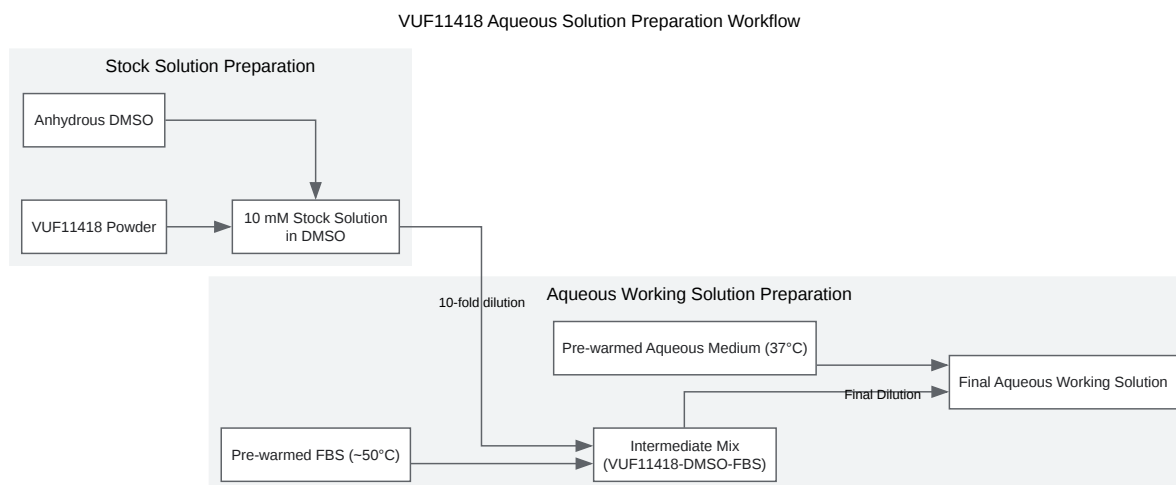 VUF11418 Aqueous Solution Preparation Workflow
Stock Solution Preparation
Anhydrous DMSO
VUF11418 Powder
10 mM Stock Solution
in DMSO
10-fold dilution
Aqueous Working Solution Preparation
Pre-warmed Aqueous Medium (37°C)
Final Aqueous Working Solution
Final Dilution
Pre-warmed FBS (~50°C)
Intermediate Mix
(VUF11418-DMSO-FBS)